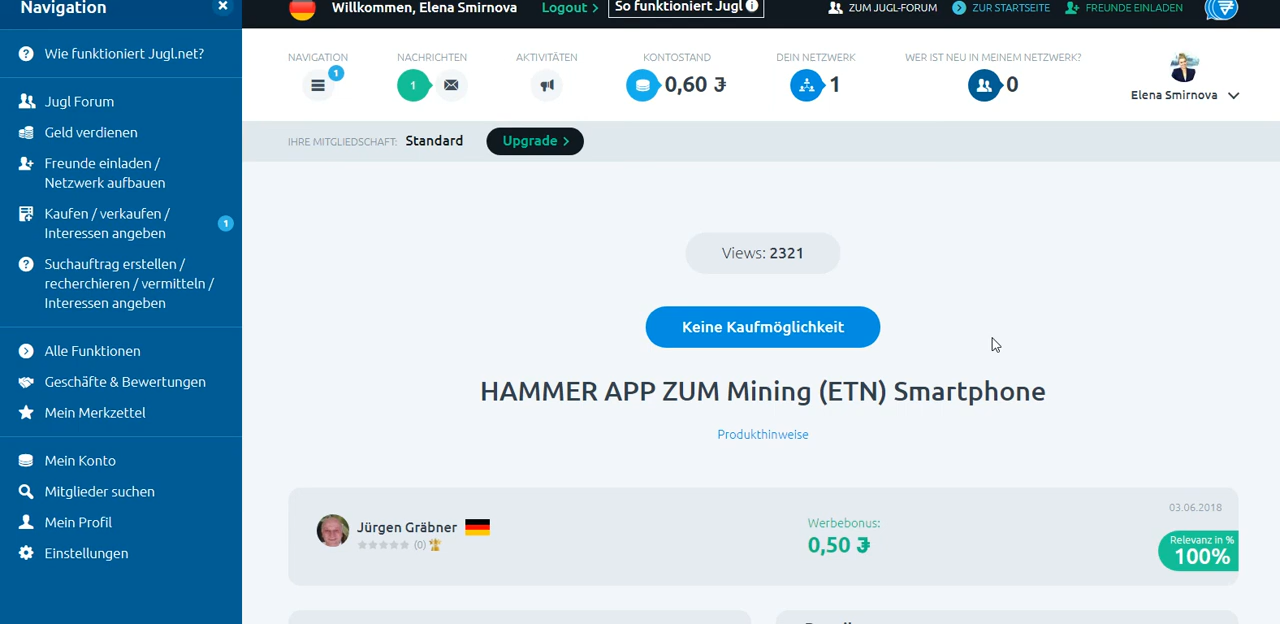 Navigation
Willkommen, Elena Smirnova
Logout
So funktioniert Jugl
ZUM JUGL-FORUM
ZUR STARTSEITE
FREUNDE EINLADEN
Wie funktioniert Jugl.net?
Jugl Forum
Geld verdienen
Freunde einladen /
Netzwerk aufbauen
Kaufen / verkaufen /
Interessen angeben
1
Suchauftrag erstellen /
recherchieren / vermitteln /
Interessen angeben
Alle Funktionen
Geschäfte & Bewertungen
Mein Merkzettel
Mein Konto
Mitglieder suchen
Mein Profil
Einstellungen
NAVIGATION
1
NACHRICHTEN
1
AKTIVITÄTEN
KONTOSTAND
0,60
DEIN NETZWERK
1
WER IST NEU IN MEINEM NETZWERK?
0
Elena Smirnova
IHRE MITGLIEDSCHAFT: Standard
Upgrade
Views: 2321
Keine Kaufmöglichkeit
HAMMER APP ZUM Mining (ETN) Smartphone
Produkthinweise
Jürgen Gräbner
(0)
Werbebonus:
0,50
03.06.2018
Relevanz in %
100%